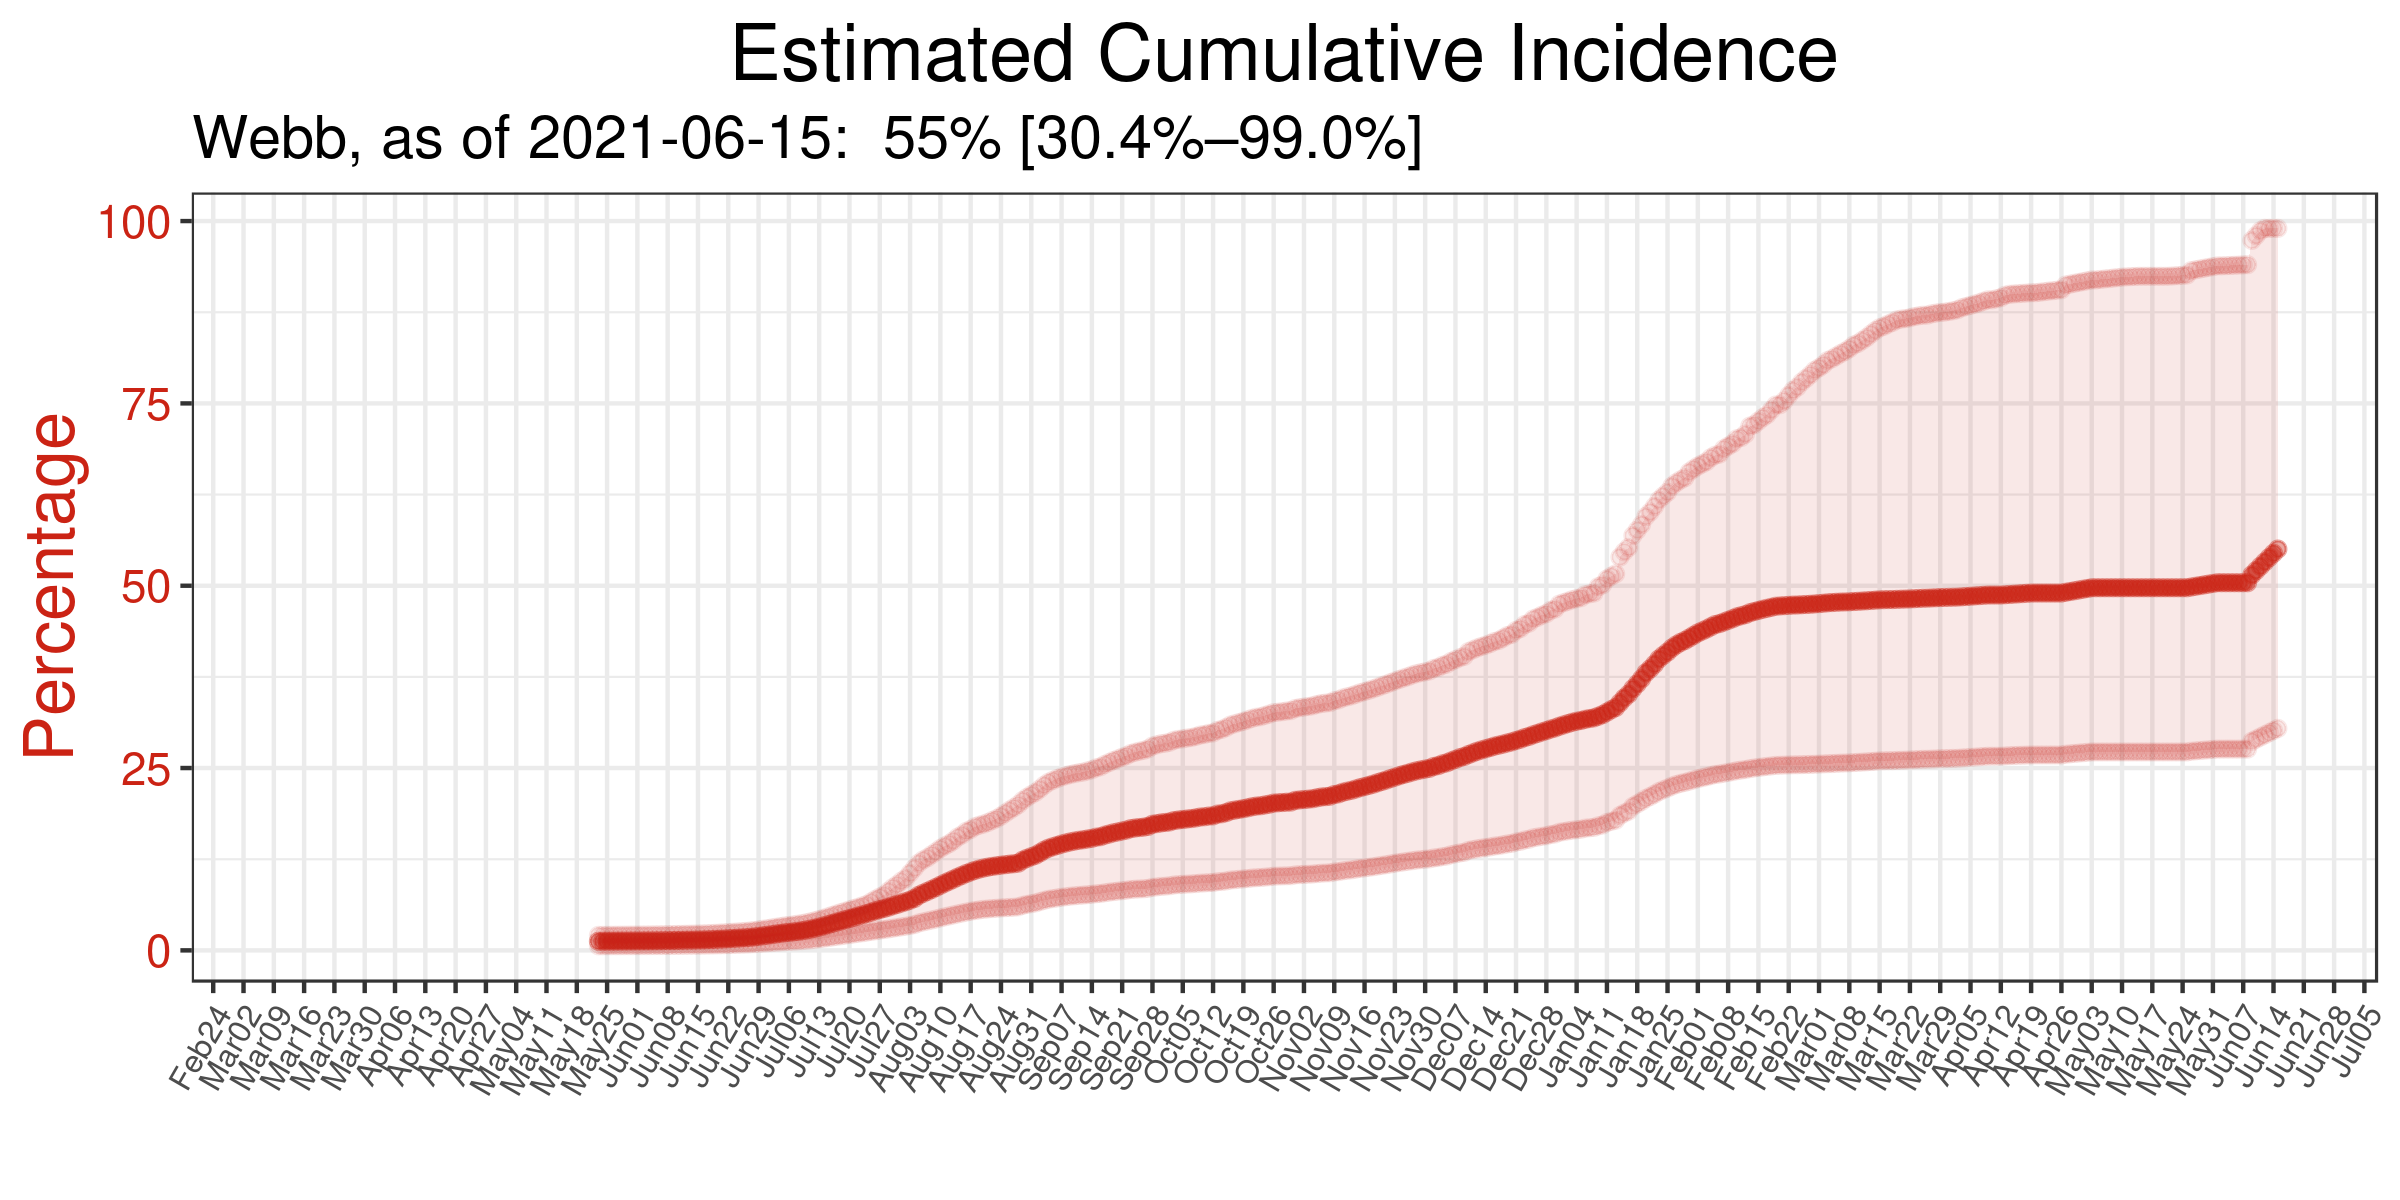 Estimated Cumulative Incidence
Webb, as of 2021-06-15:  55% [30.4%–99.0%]
Percentage
100
75
50
25
0
Feb24
Mar02
Mar09
Mar16
Mar23
Mar30
Apr06
Apr13
Apr20
Apr27
May04
May11
May18
May25
Jun01
Jun08
Jun15
Jun22
Jun29
Jul06
Jul13
Jul20
Jul27
Aug03
Aug10
Aug17
Aug24
Aug31
Sep07
Sep14
Sep21
Sep28
Oct05
Oct12
Oct19
Oct26
Nov02
Nov09
Nov16
Nov23
Nov30
Dec07
Dec14
Dec21
Dec28
Jan04
Jan11
Jan18
Jan25
Feb01
Feb08
Feb15
Feb22
Mar01
Mar08
Mar15
Mar22
Mar29
Apr05
Apr12
Apr19
Apr26
May03
May10
May17
May24
May31
Jun07
Jun14
Jun21
Jun28
Jul05